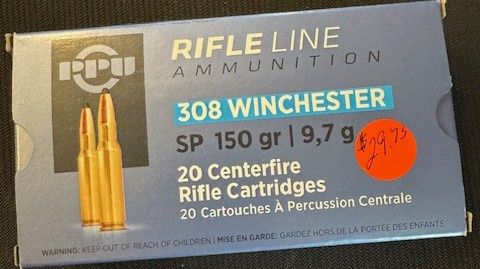 PPU
RIFLE LINE
AMMUNITION
308 WINCHESTER
SP 150 gr | 9,7 g
$29.75
20 Centerfire
Rifle Cartridges
20 Cartouches À Percussion Centrale
WARNING: KEEP OUT OF REACH OF CHILDREN | MISE EN GARDE: GARDEZ HORS DE LA PORTÉE DES ENFANTS